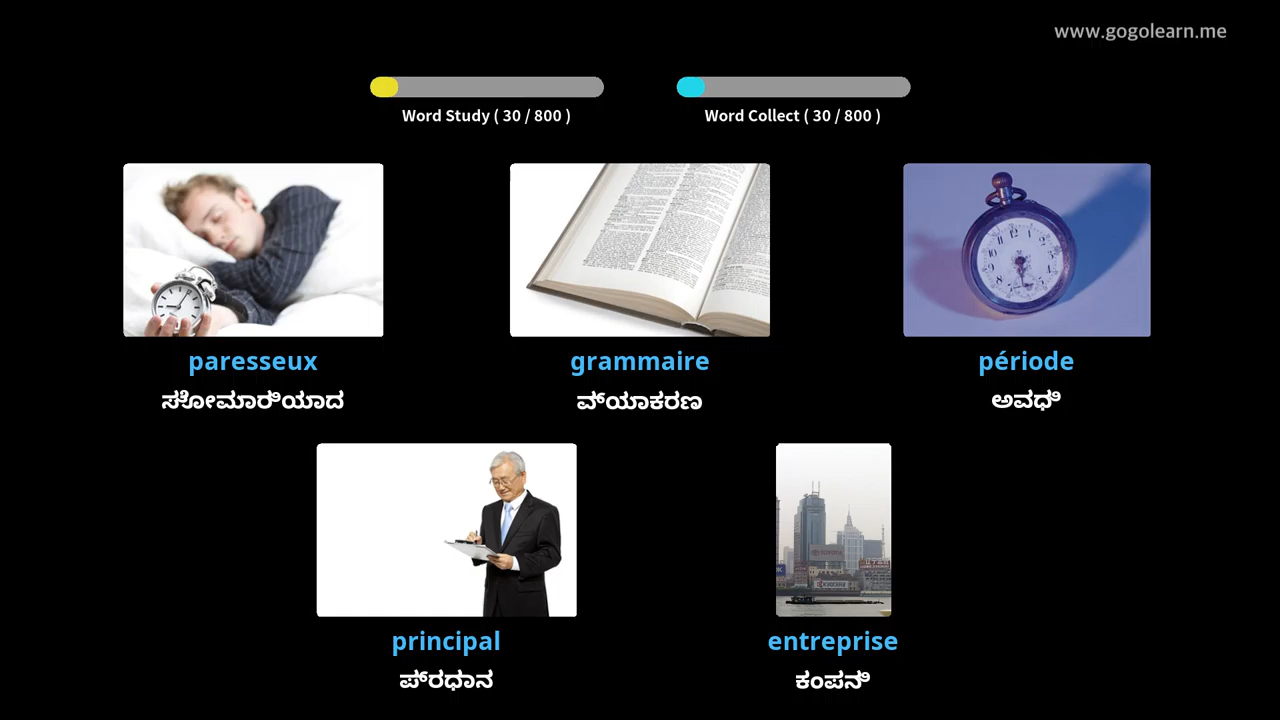 www.gogolearn.me
Word Study ( 30 / 800 )
Word Collect ( 30 / 800 )
paresseux
ಸೋಮಾರಿಯಾದ
grammaire
ವ್ಯಾಕರಣ
période
ಅವಧಿ
principal
ಪ್ರಧಾನ
entreprise
ಕಂಪನಿ